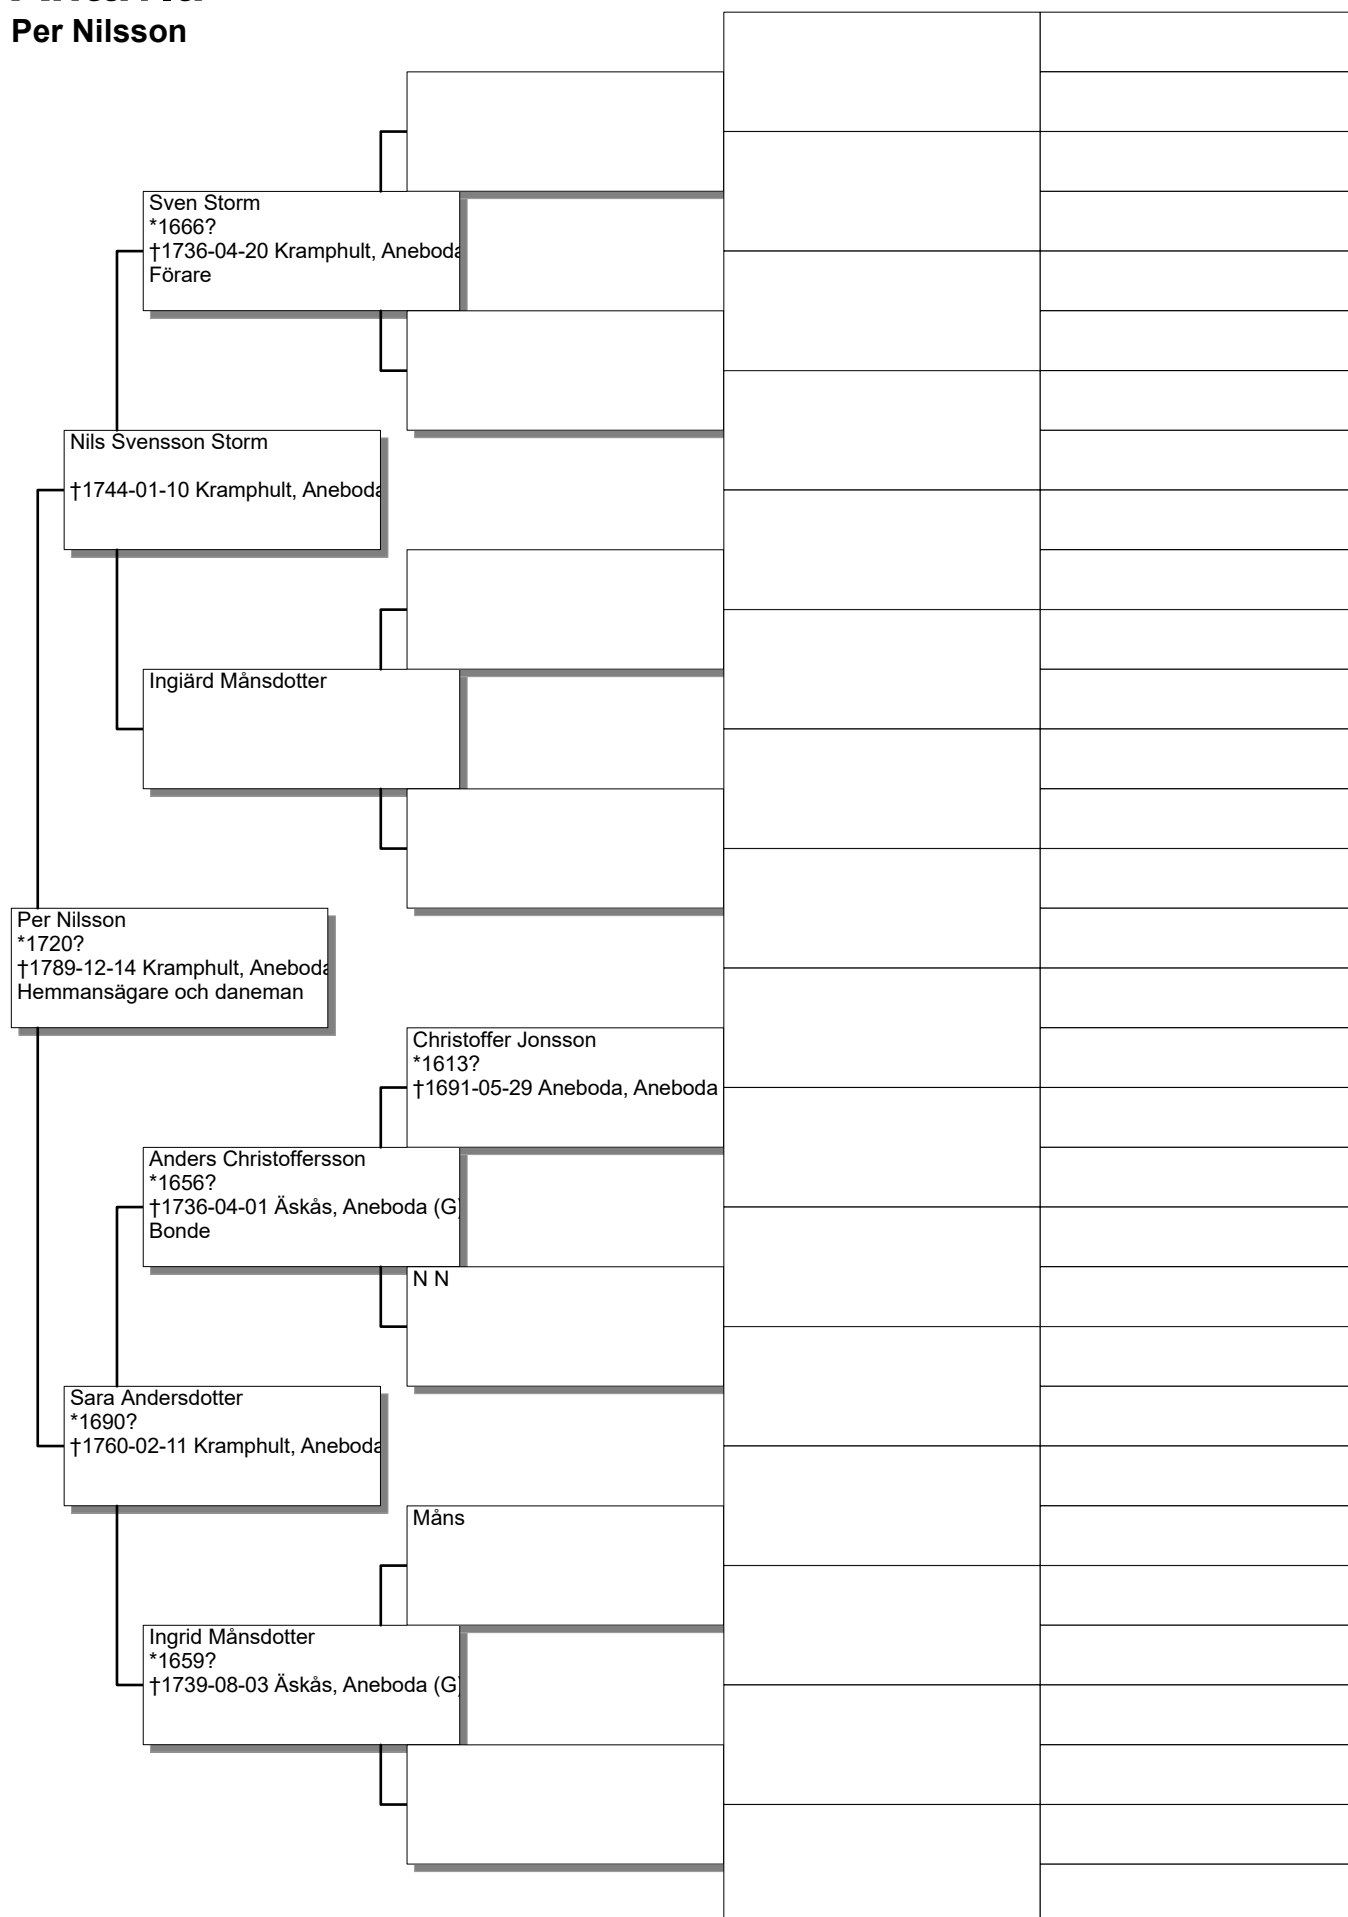 Per Nilsson
Sven Storm
*1666?
†1736-04-20 Kramphult, Aneboda
Förare
Nils Svensson Storm
†1744-01-10 Kramphult, Aneboda
Ingiärd Månsdotter
Per Nilsson
*1720?
†1789-12-14 Kramphult, Aneboda
Hemmansägare och daneman
Christoffer Jonsson
*1613?
†1691-05-29 Aneboda, Aneboda
Anders Christoffersson
*1656?
†1736-04-01 Äskås, Aneboda (G)
Bonde
N N
Sara Andersdotter
*1690?
†1760-02-11 Kramphult, Aneboda
Måns
Ingrid Månsdotter
*1659?
†1739-08-03 Äskås, Aneboda (G)